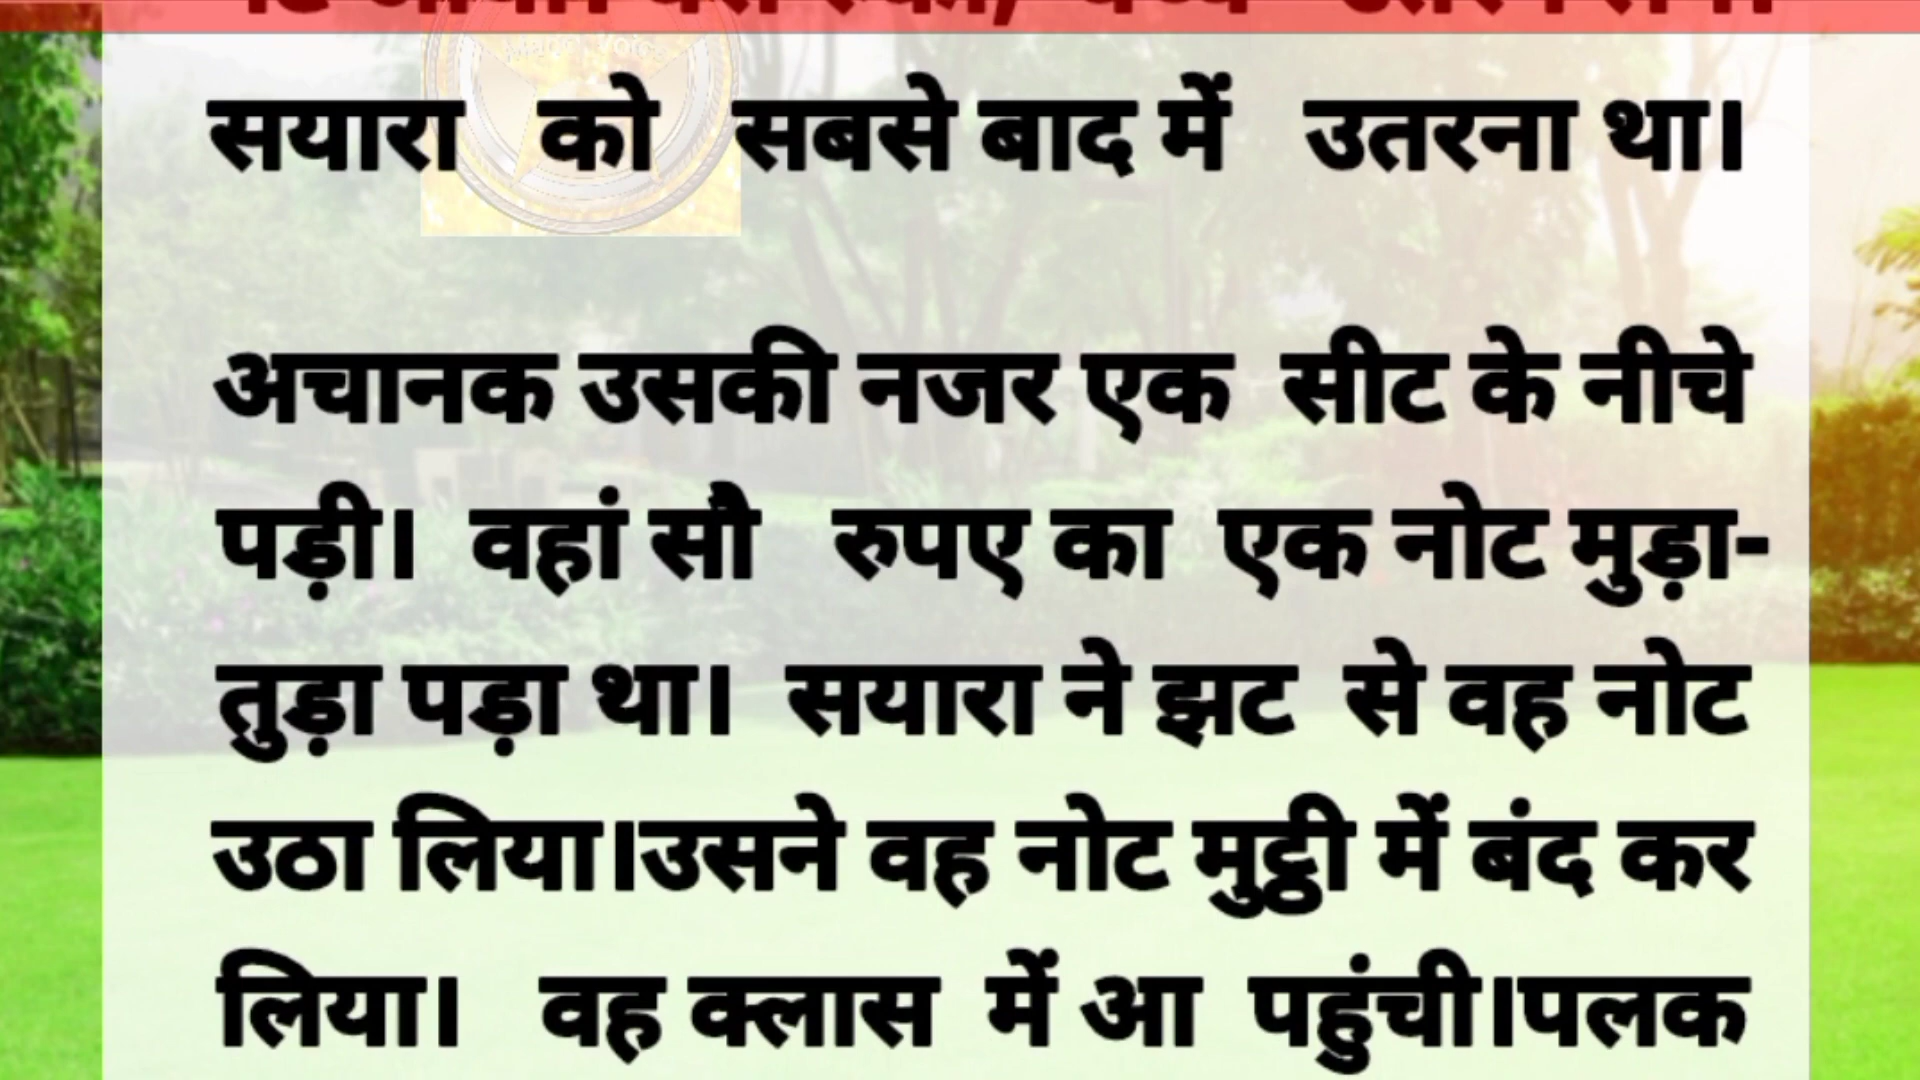 सयारा को सबसे बाद में उतरना था।
अचानक उसकी नजर एक सीट के नीचे
पड़ी। वहां सौ रुपए का एक नोट मुड़ा-
तुड़ा पड़ा था। सयारा ने झट से वह नोट
उठा लिया।उसने वह नोट मुट्ठी में बंद कर
लिया। वह क्लास में आ पहुंची।पलक